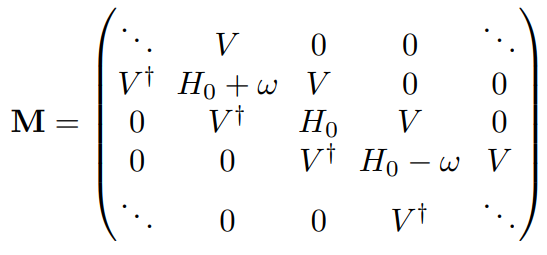 ⋱ V 0 0 ⋱
V† H₀ + ω V 0 0
M = 0 V† H₀ V 0
0 0 V† H₀ − ω V
⋱ 0 0 V† ⋱